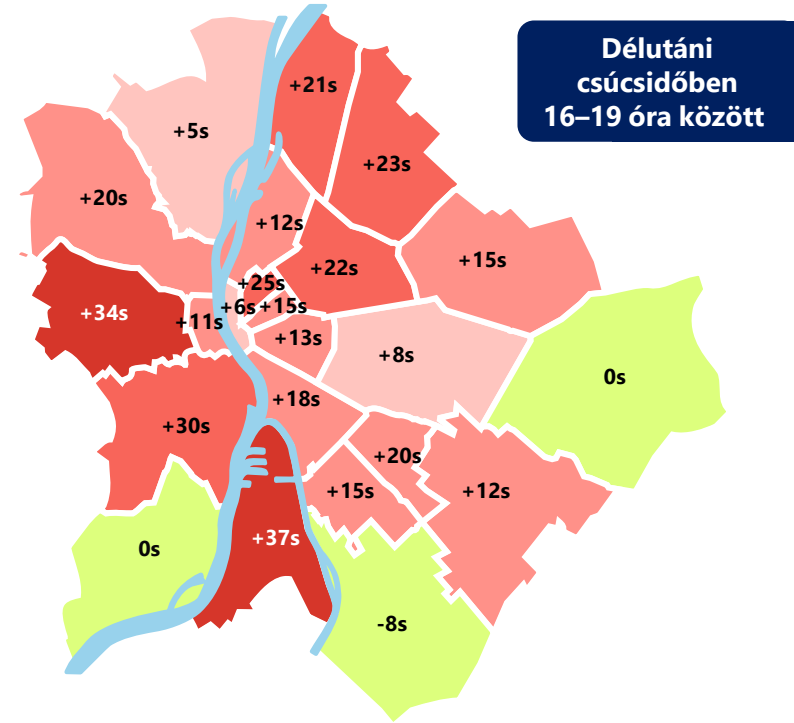 Délutáni
csúcsidőben
16–19 óra között
+21s
+5s
+23s
+20s
+12s
+15s
+22s
+25s
+6s
+15s
+34s
+11s
+13s
+8s
0s
+18s
+30s
+20s
+15s
+12s
+37s
0s
-8s